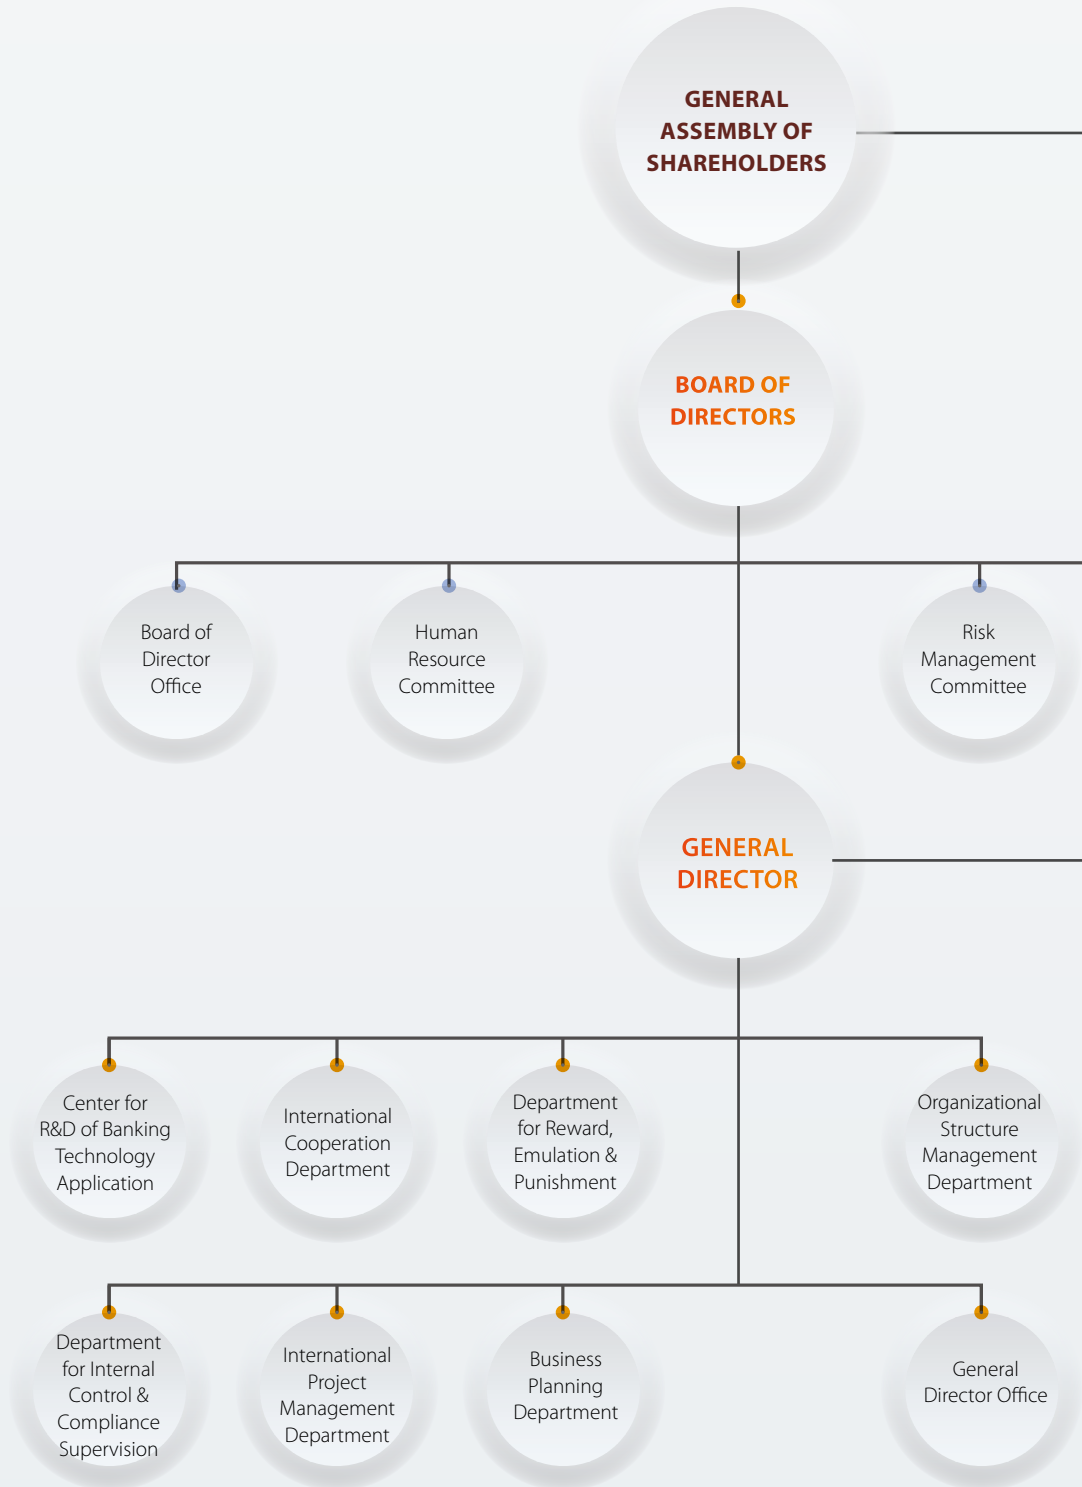 GENERAL
ASSEMBLY OF
SHAREHOLDERS
BOARD OF
DIRECTORS
Board of
Director
Office
Human
Resource
Committee
Risk
Management
Committee
GENERAL
DIRECTOR
Center for
R&D of Banking
Technology
Application
International
Cooperation
Department
Department
for Reward,
Emulation &
Punishment
Organizational
Structure
Management
Department
Department
for Internal
Control &
Compliance
Supervision
International
Project
Management
Department
Business
Planning
Department
General
Director Office